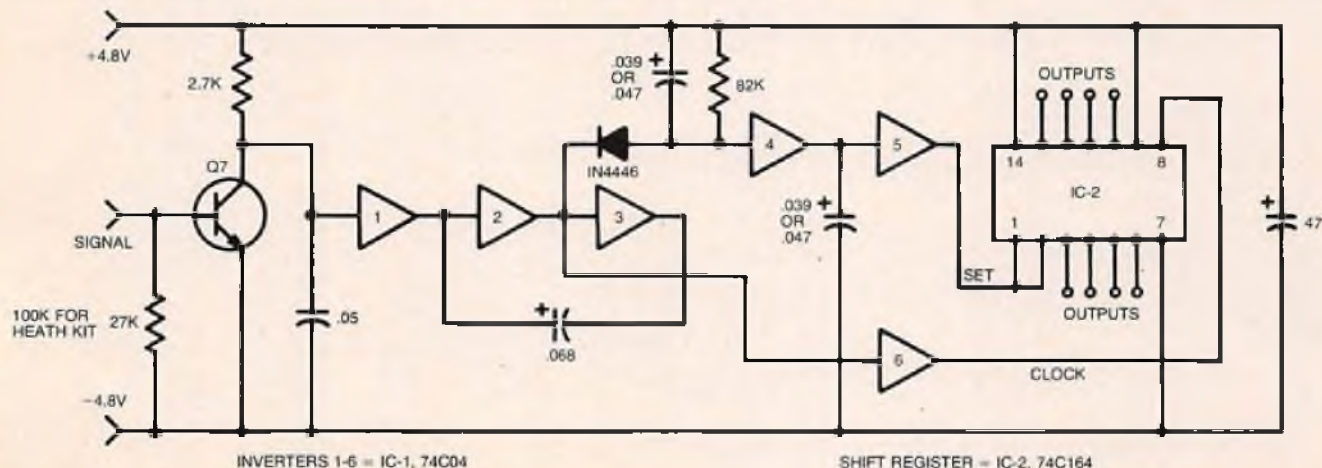 +4.8V
2.7K
Q7
SIGNAL
100K FOR
HEATH KIT
27K
-4.8V
.05
1
2
3
.068
+
IN4446
.039
OR
.047
+
82K
4
5
.039
OR
.047
+
6
SET
CLOCK
OUTPUTS
14
8
IC-2
1
7
OUTPUTS
+
47
INVERTERS 1-6 = IC-1, 74C04
SHIFT REGISTER = IC-2, 74C164